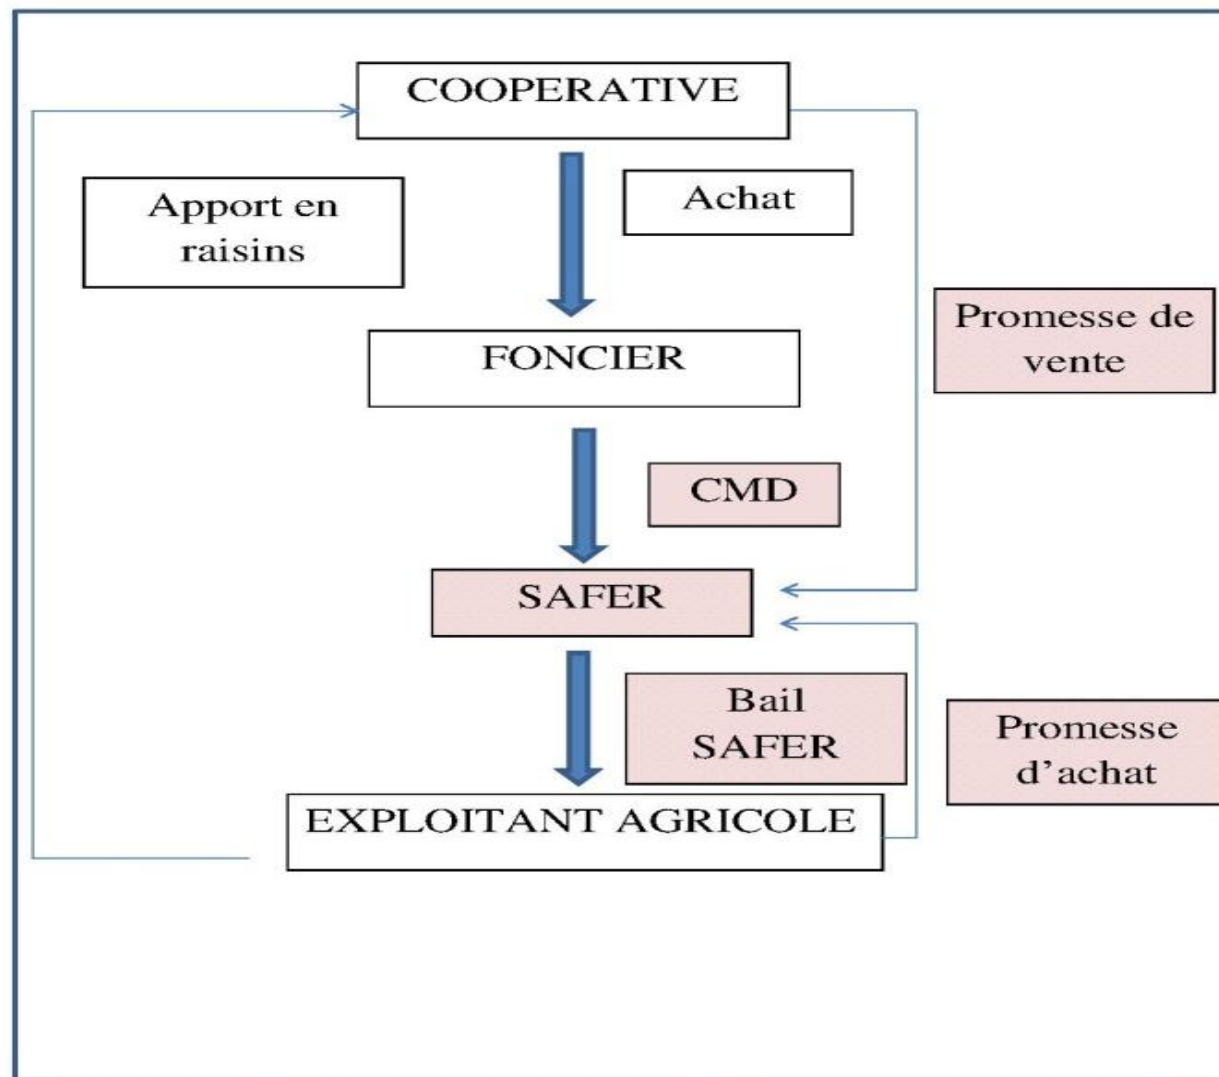 COOPERATIVE
Achat
Apport en
raisins
Promesse de
vente
FONCIER
CMD
SAFER
Bail
SAFER
Promesse
d’achat
EXPLOITANT AGRICOLE